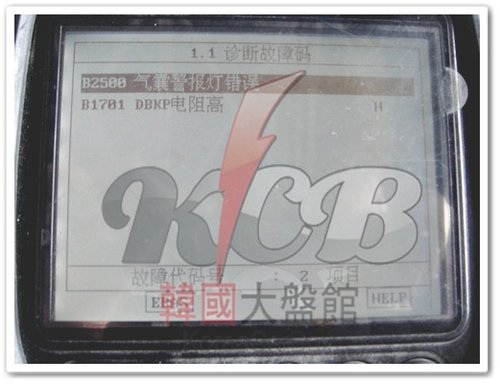 1.1 诊断故障码
B2500 气囊警报灯错误
B1701 DBKP电阻高 H
KCB
故障代码号 : 2 项目
韓國大盤館
HELP